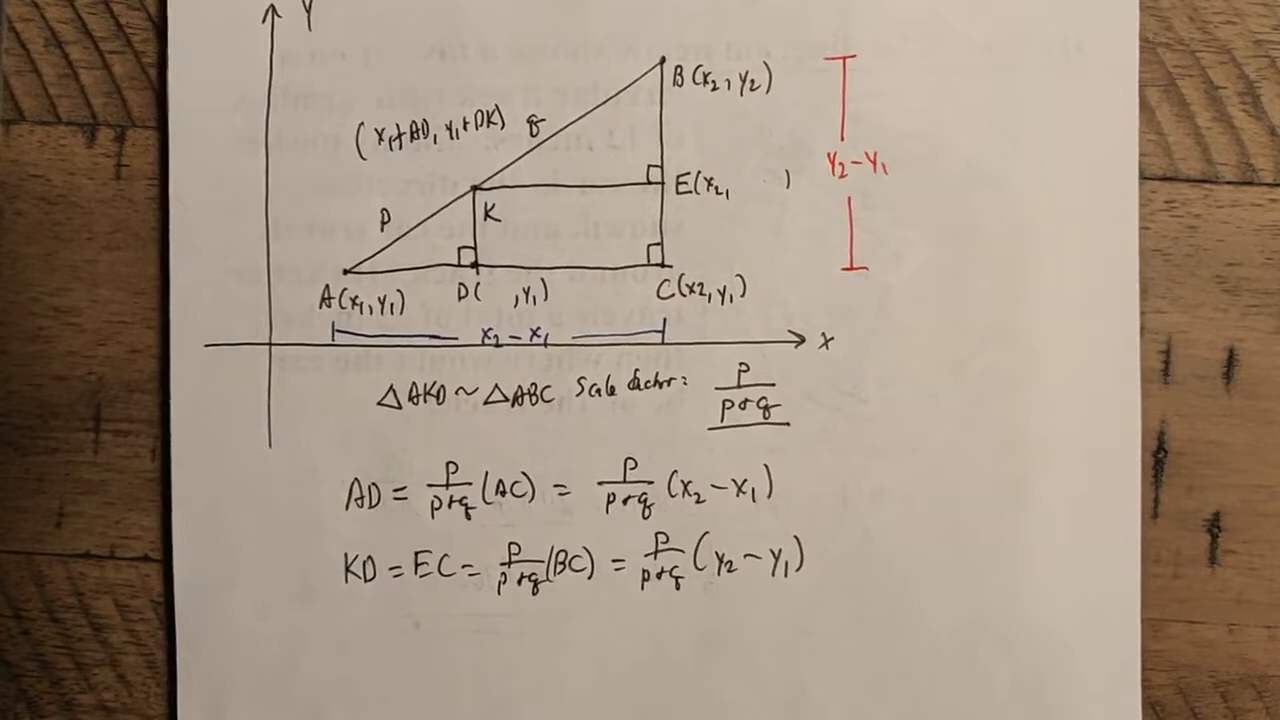 Y
B(x₂, y₂)
(x₁+AD, y₁+DK) q
y₂-y₁
E(x₂,     )
P
K
A(x₁, y₁) D(   , y₁) C(x₂, y₁)
x₂-x₁
x
△AKD ~ △ABC Scale factor: p/(p+q)
AD = p/(p+q) (AC) = p/(p+q) (x₂-x₁)
KD = EC = p/(p+q) (BC) = p/(p+q) (y₂-y₁)